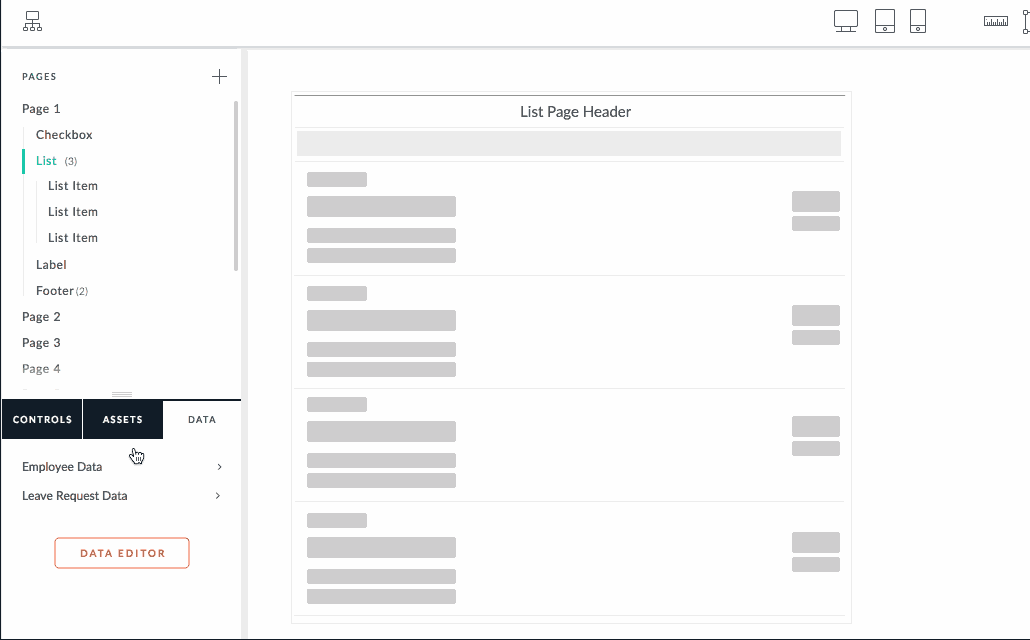 PAGES
Page 1
Checkbox
List (3)
List Item
List Item
List Item
Label
Footer (2)
Page 2
Page 3
Page 4
CONTROLS ASSETS DATA
Employee Data
Leave Request Data
DATA EDITOR
List Page Header